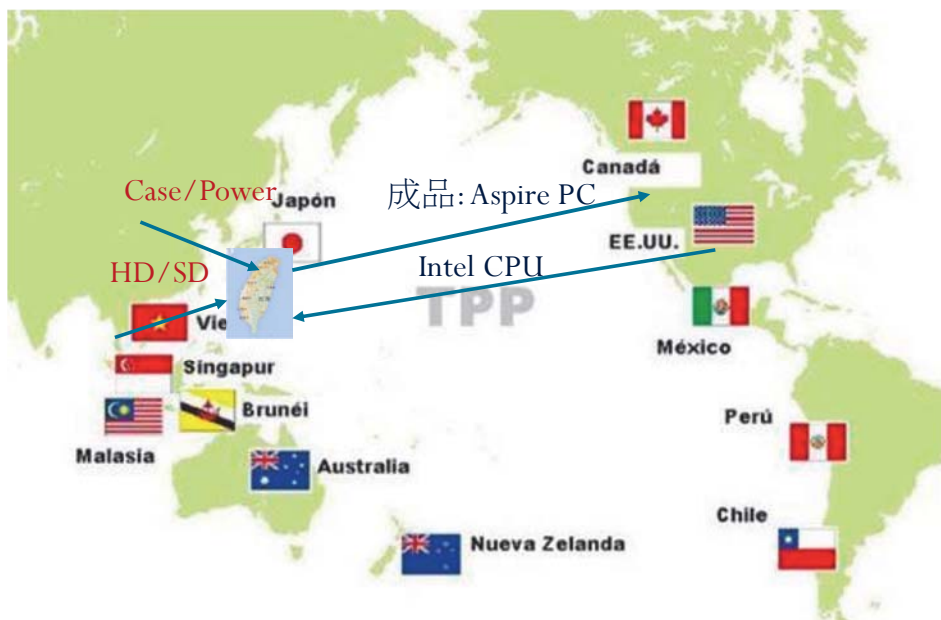 Canadá
Case/Power
Japón
成品: Aspire PC
EE.UU.
HD/SD
Intel CPU
TPP
Vie
México
Singapur
Brunéi
Perú
Malasia
Australia
Chile
Nueva Zelanda